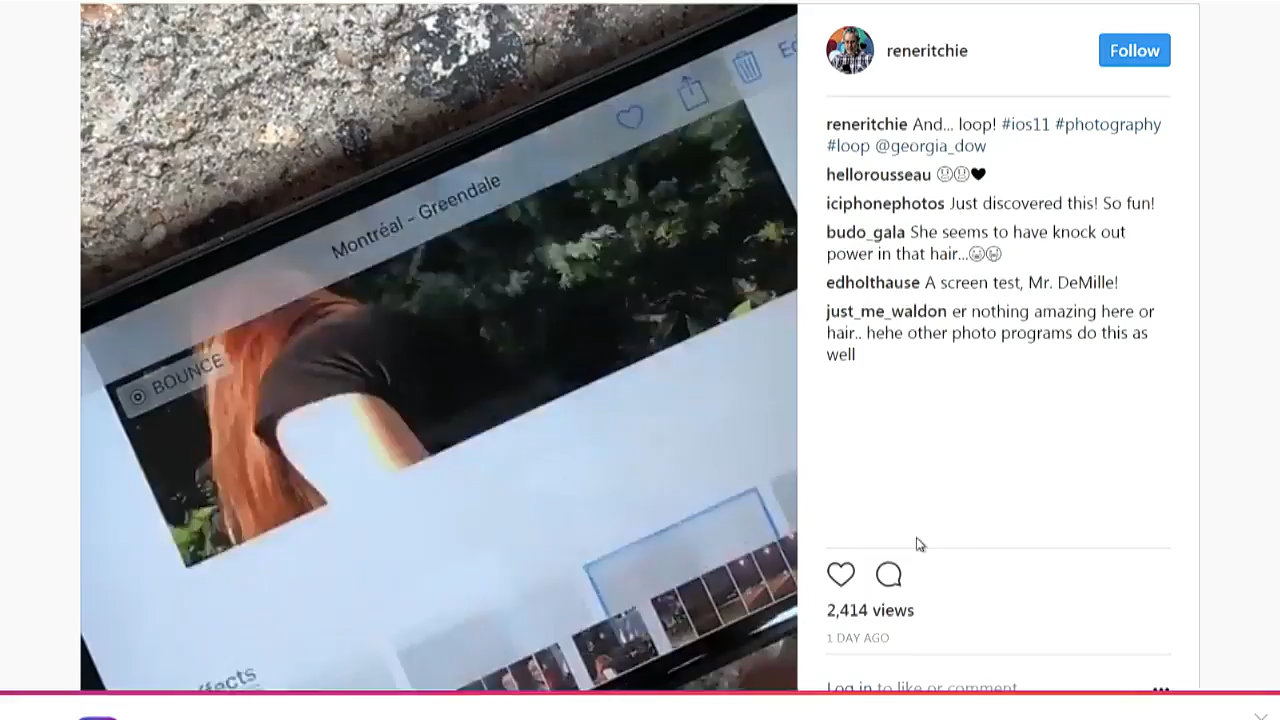 Ed
Montréal - Greendale
BOUNCE
reneritchie
Follow
reneritchie And... loop! #ios11 #photography
#loop @georgia_dow
hellorousseau 
iciphonephotos Just discovered this! So fun!
budo_gala She seems to have knock out
power in that hair...
edholthause A screen test, Mr. DeMille!
just_me_waldon er nothing amazing here or
hair.. hehe other photo programs do this as
well
2,414 views
1 DAY AGO
Log in to like or comment